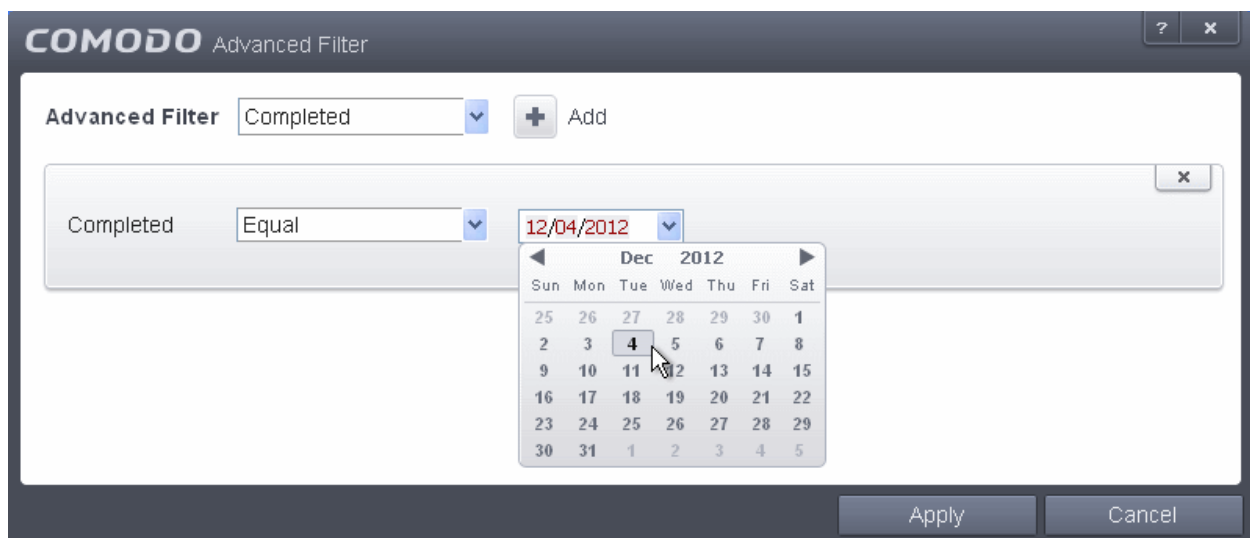 COMODO Advanced Filter ? x
Advanced Filter Completed + Add
x
Completed Equal 12/04/2012
Dec 2012
Sun Mon Tue Wed Thu Fri Sat
25 26 27 28 29 30 1
2 3 4 5 6 7 8
9 10 11 12 13 14 15
16 17 18 19 20 21 22
23 24 25 26 27 28 29
30 31 1 2 3 4 5
Apply Cancel